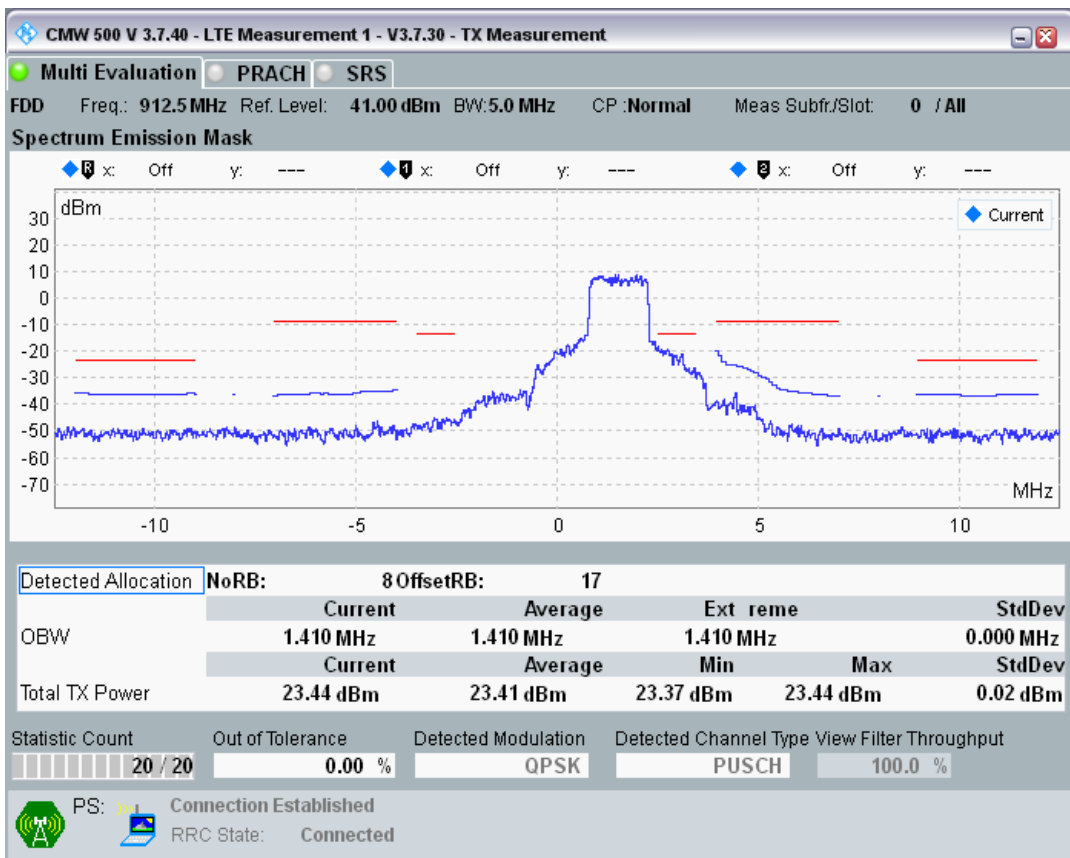 CMW 500 V 3.7.40 - LTE Measurement 1 - V3.7.30 - TX Measurement
Multi Evaluation PRACH SRS
FDD Freq.: 912.5 MHz Ref. Level: 41.00 dBm BW:5.0 MHz CP :Normal Meas Subfr./Slot: 0 / All
Spectrum Emission Mask
R x: Off y: --- 1 x: Off y: --- 2 x: Off y: ---
dBm
Current
30
20
10
0
-10
-20
-30
-40
-50
-60
-70
MHz
-10 -5 0 5 10
Detected Allocation NoRB: 8 OffsetRB: 17
Current Average Ext reme StdDev
OBW 1.410 MHz 1.410 MHz 1.410 MHz 0.000 MHz
Current Average Min Max StdDev
Total TX Power 23.44 dBm 23.41 dBm 23.37 dBm 23.44 dBm 0.02 dBm
Statistic Count Out of Tolerance Detected Modulation Detected Channel Type View Filter Throughput
20 / 20 0.00 % QPSK PUSCH 100.0 %
PS: Connection Established
RRC State: Connected